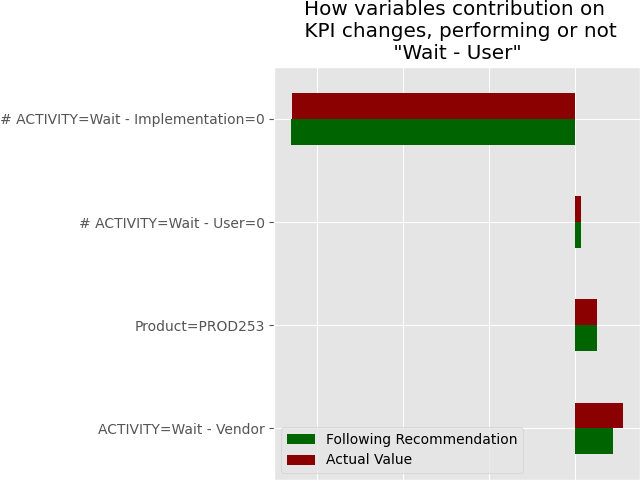 How variables contribution on
KPI changes, performing or not
"Wait - User"
# ACTIVITY=Wait - Implementation=0
# ACTIVITY=Wait - User=0
Product=PROD253
ACTIVITY=Wait - Vendor
Following Recommendation
Actual Value